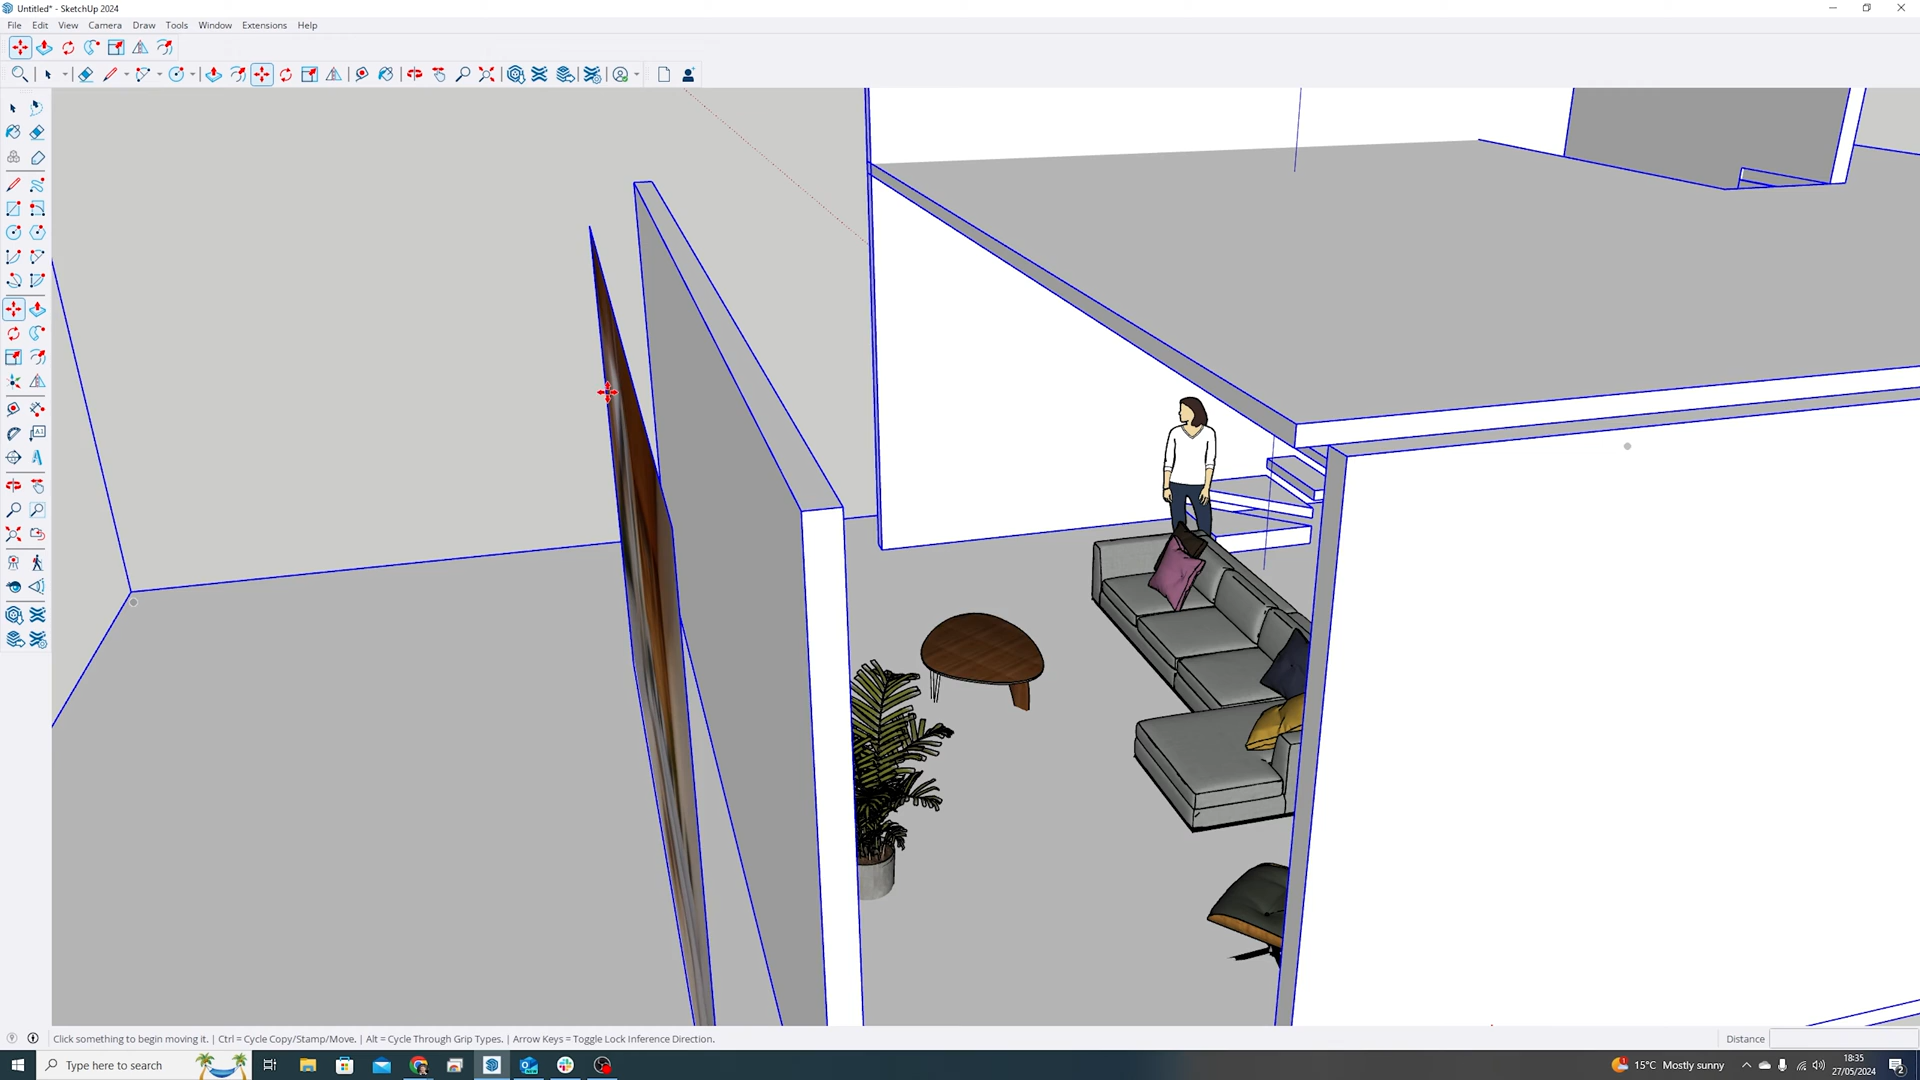 Untitled* - SketchUp 2024
File Edit View Camera Draw Tools Window Extensions Help
A1
A
Click something to begin moving it. | Ctrl = Cycle Copy/Stamp/Move. | Alt = Cycle Through Grip Types. | Arrow Keys = Toggle Lock Inference Direction.
Distance
Type here to search
15°C Mostly sunny
18:35
27/05/2024
2